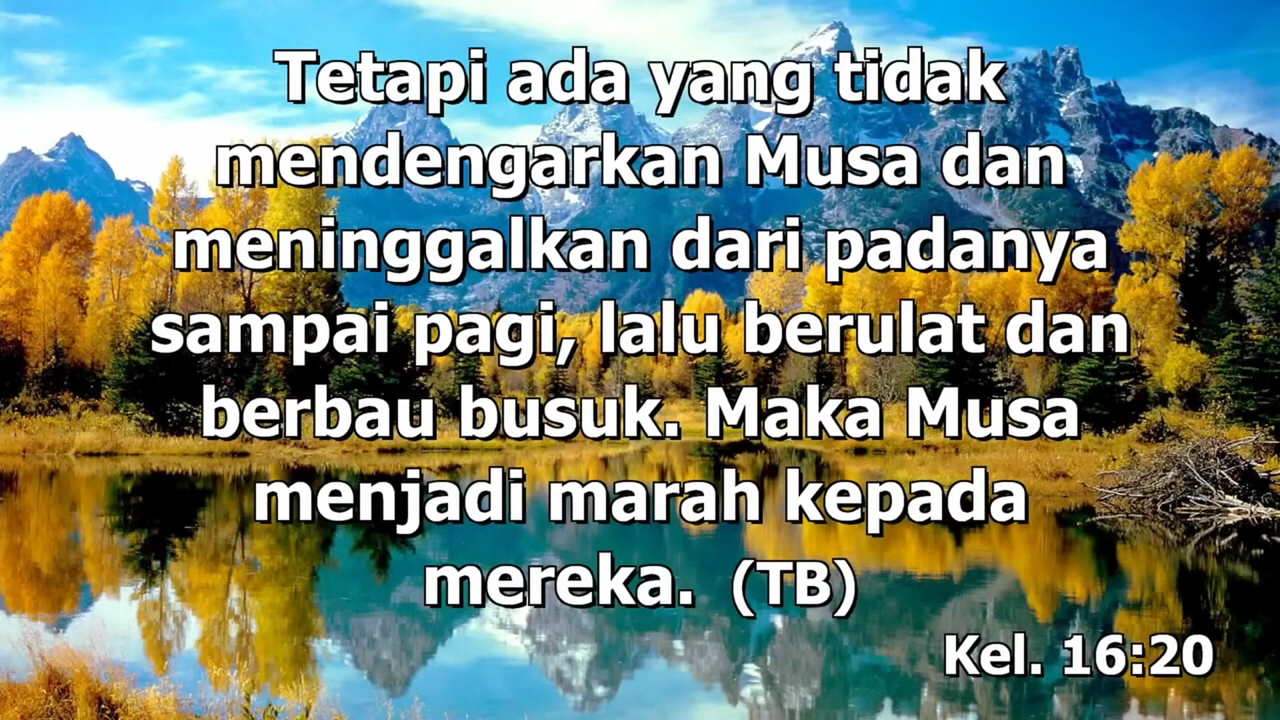 Tetapi ada yang tidak
mendengarkan Musa dan
meninggalkan dari padanya
sampai pagi, lalu berulat dan
berbau busuk. Maka Musa
menjadi marah kepada
mereka. (TB)
Kel. 16:20